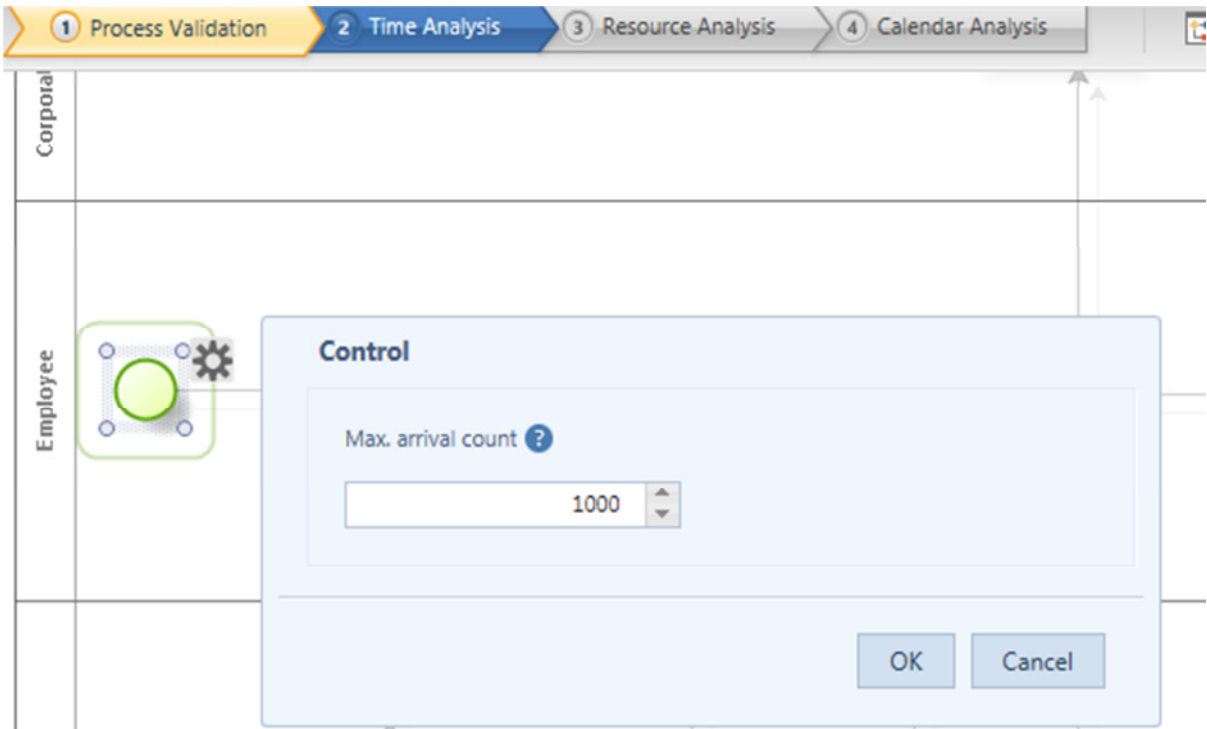 1 Process Validation
2 Time Analysis
3 Resource Analysis
4 Calendar Analysis
Employee
Control
Max. arrival count ?
1000
OK
Cancel